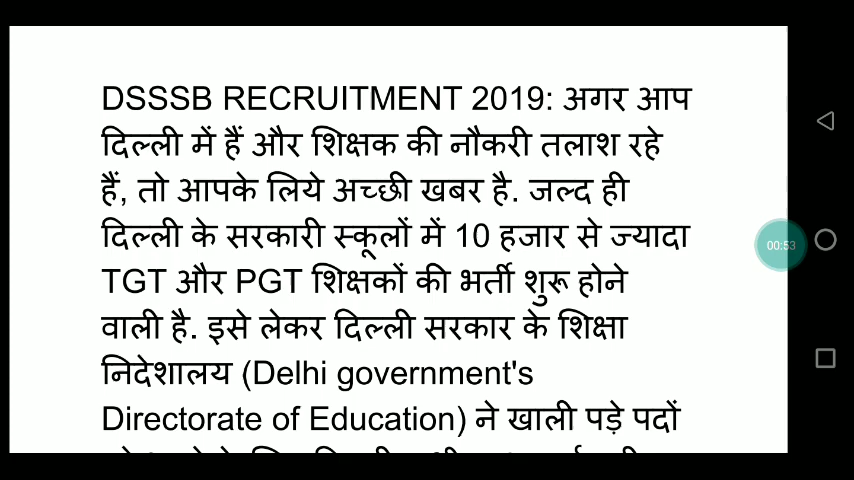 DSSSB RECRUITMENT 2019: अगर आप
दिल्ली में हैं और शिक्षक की नौकरी तलाश रहे
हैं, तो आपके लिये अच्छी खबर है. जल्द ही
दिल्ली के सरकारी स्कूलों में 10 हजार से ज्यादा
TGT और PGT शिक्षकों की भर्ती शुरू होने
वाली है. इसे लेकर दिल्ली सरकार के शिक्षा
निदेशालय (Delhi government's
Directorate of Education) ने खाली पड़े पदों
00:53